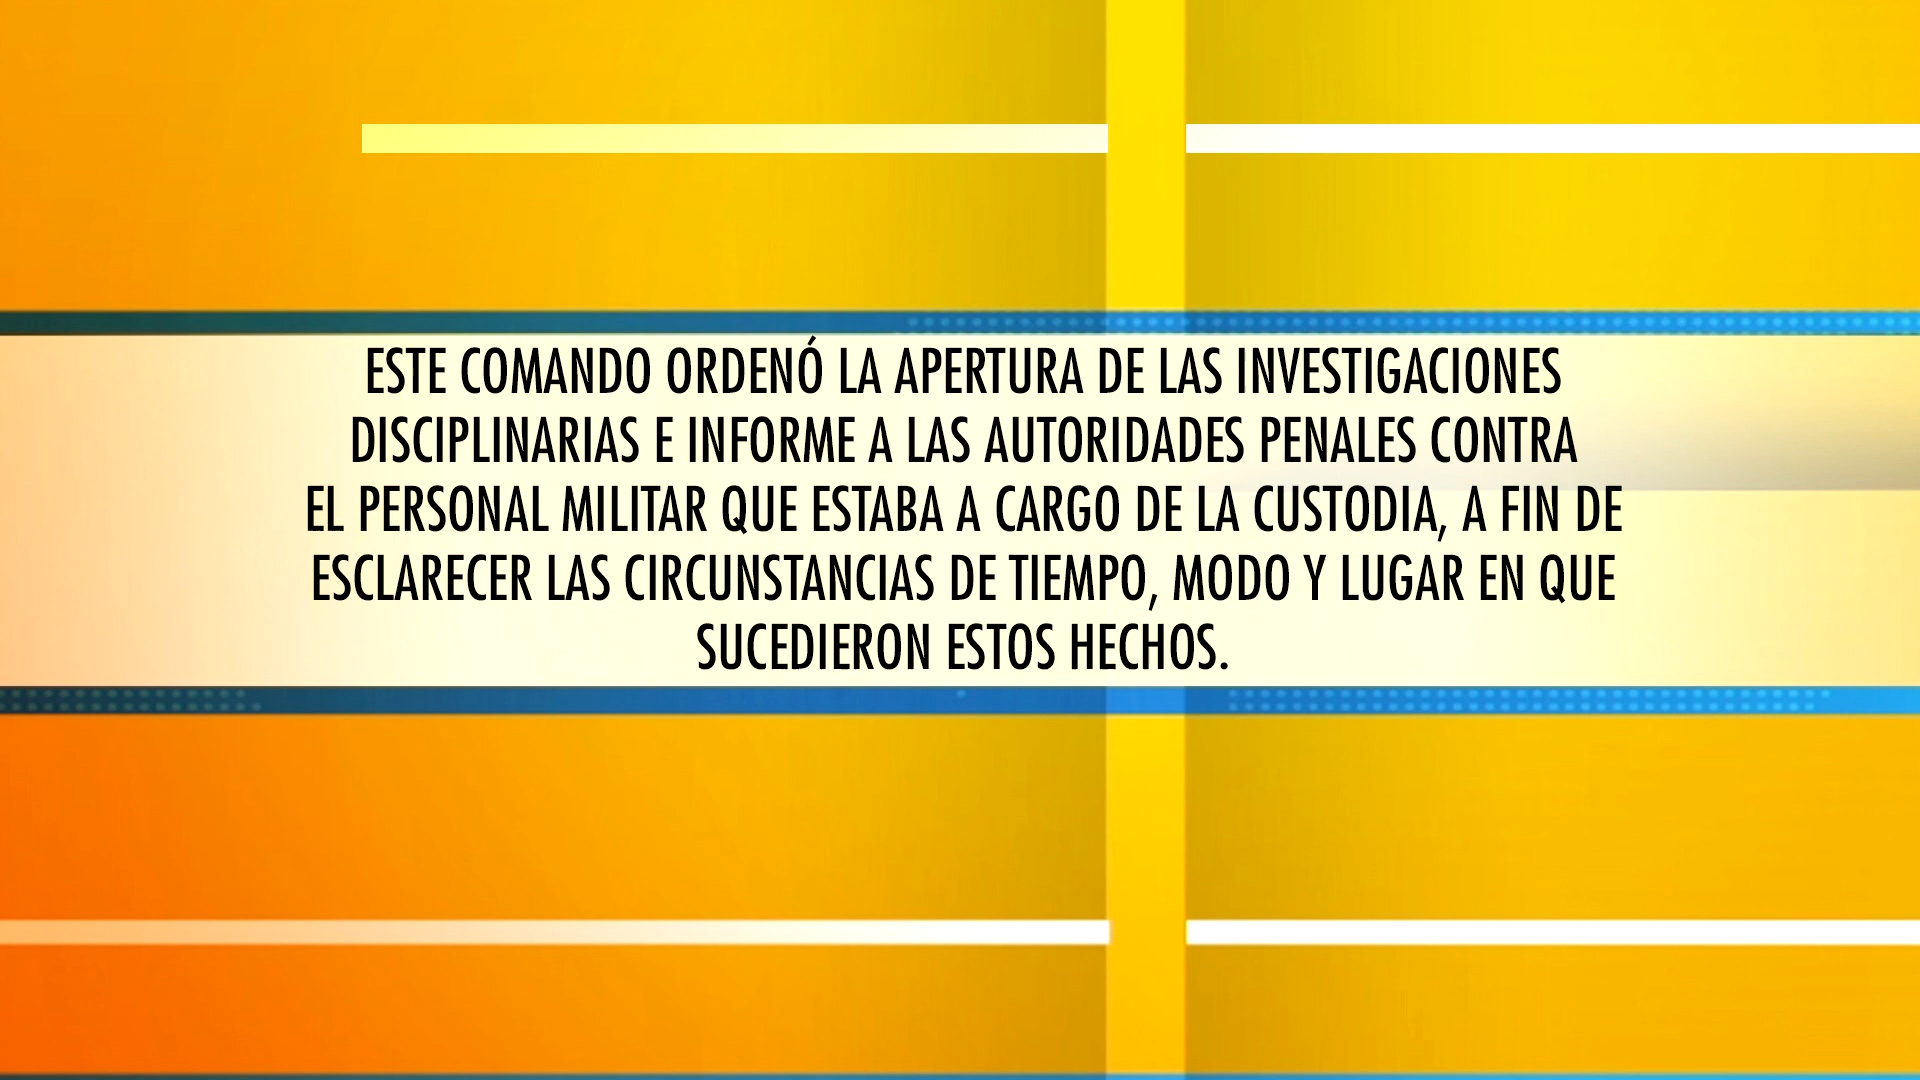 ESTE COMANDO ORDENÓ LA APERTURA DE LAS INVESTIGACIONES
DISCIPLINARIAS E INFORME A LAS AUTORIDADES PENALES CONTRA
EL PERSONAL MILITAR QUE ESTABA A CARGO DE LA CUSTODIA, A FIN DE
ESCLARECER LAS CIRCUNSTANCIAS DE TIEMPO, MODO Y LUGAR EN QUE
SUCEDIERON ESTOS HECHOS.